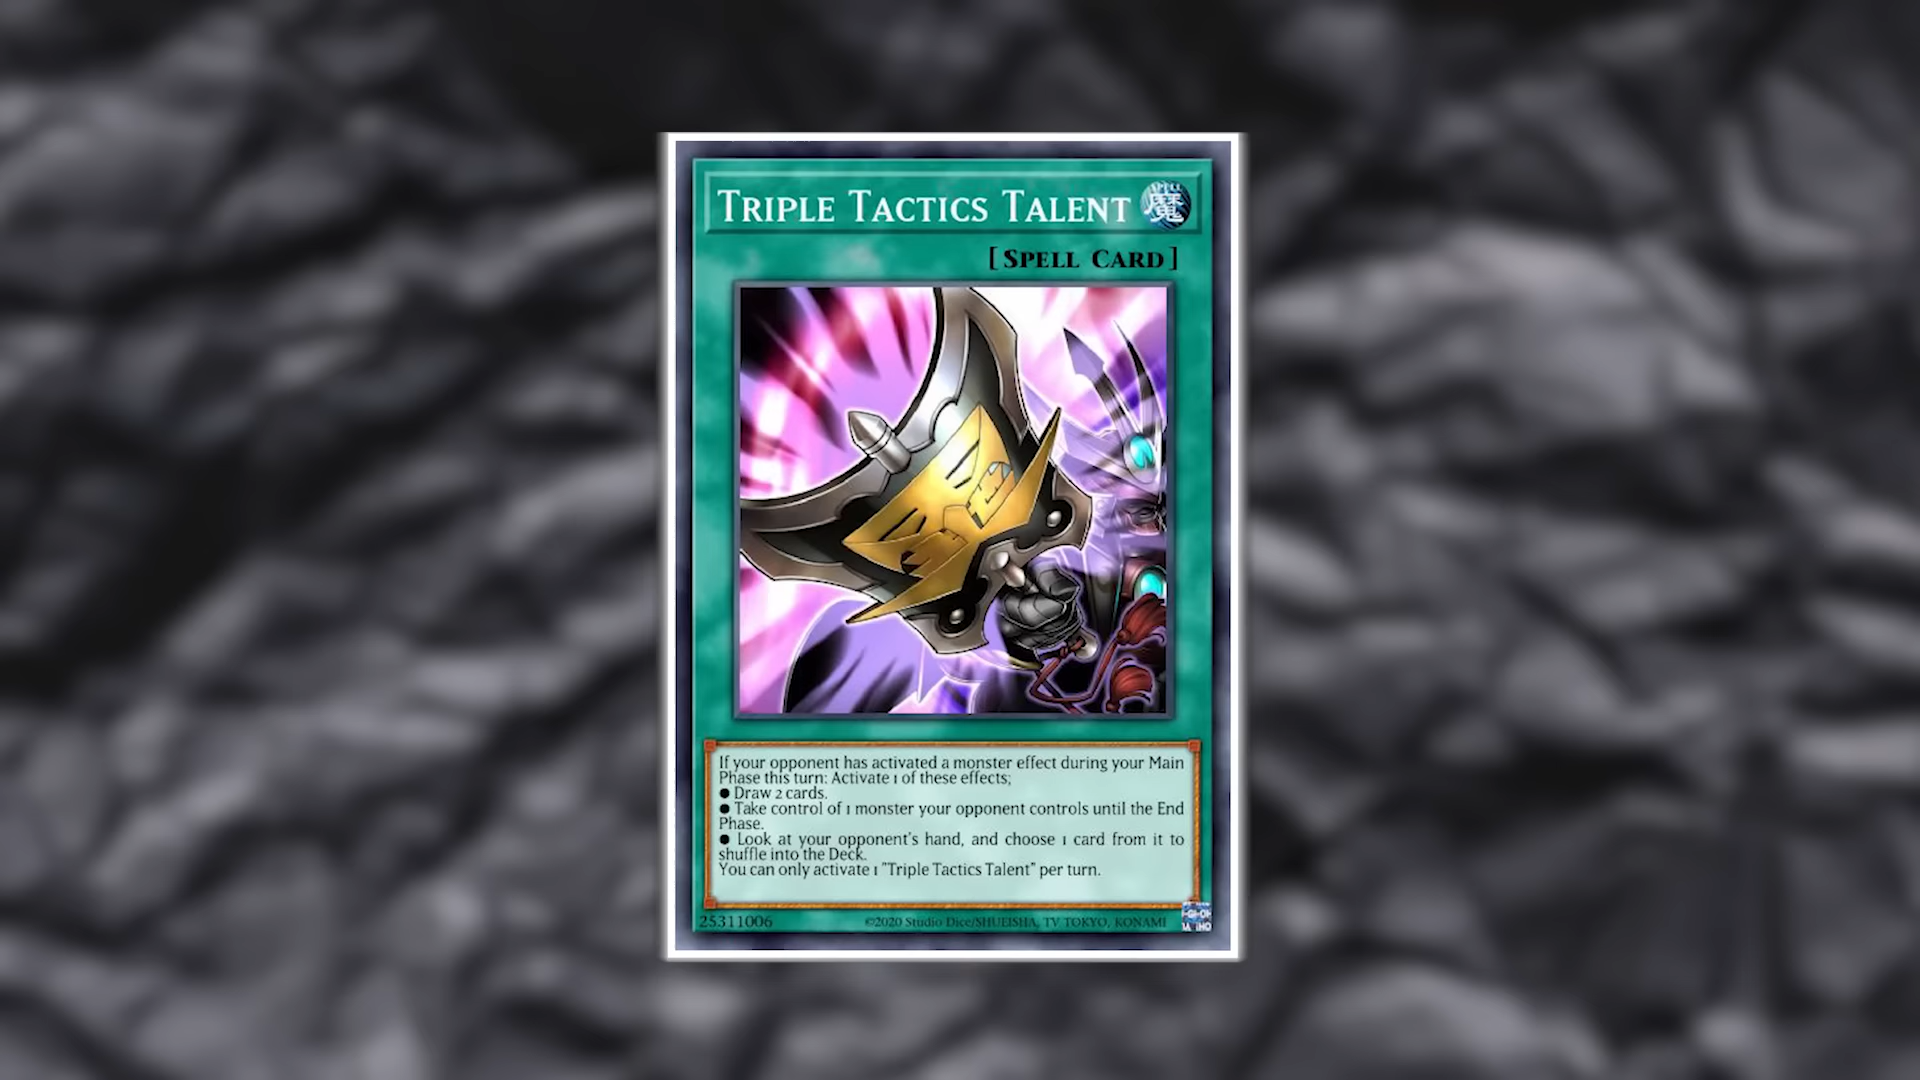 TRIPLE TACTICS TALENT
魔
[SPELL CARD]
If your opponent has activated a monster effect during your Main
Phase this turn: Activate 1 of these effects;
● Draw 2 cards.
● Take control of 1 monster your opponent controls until the End
Phase.
● Look at your opponent's hand, and choose 1 card from it to
shuffle into the Deck.
You can only activate 1 "Triple Tactics Talent" per turn.
25311006
©2020 Studio Dice/SHUEISHA, TV TOKYO, KONAMI